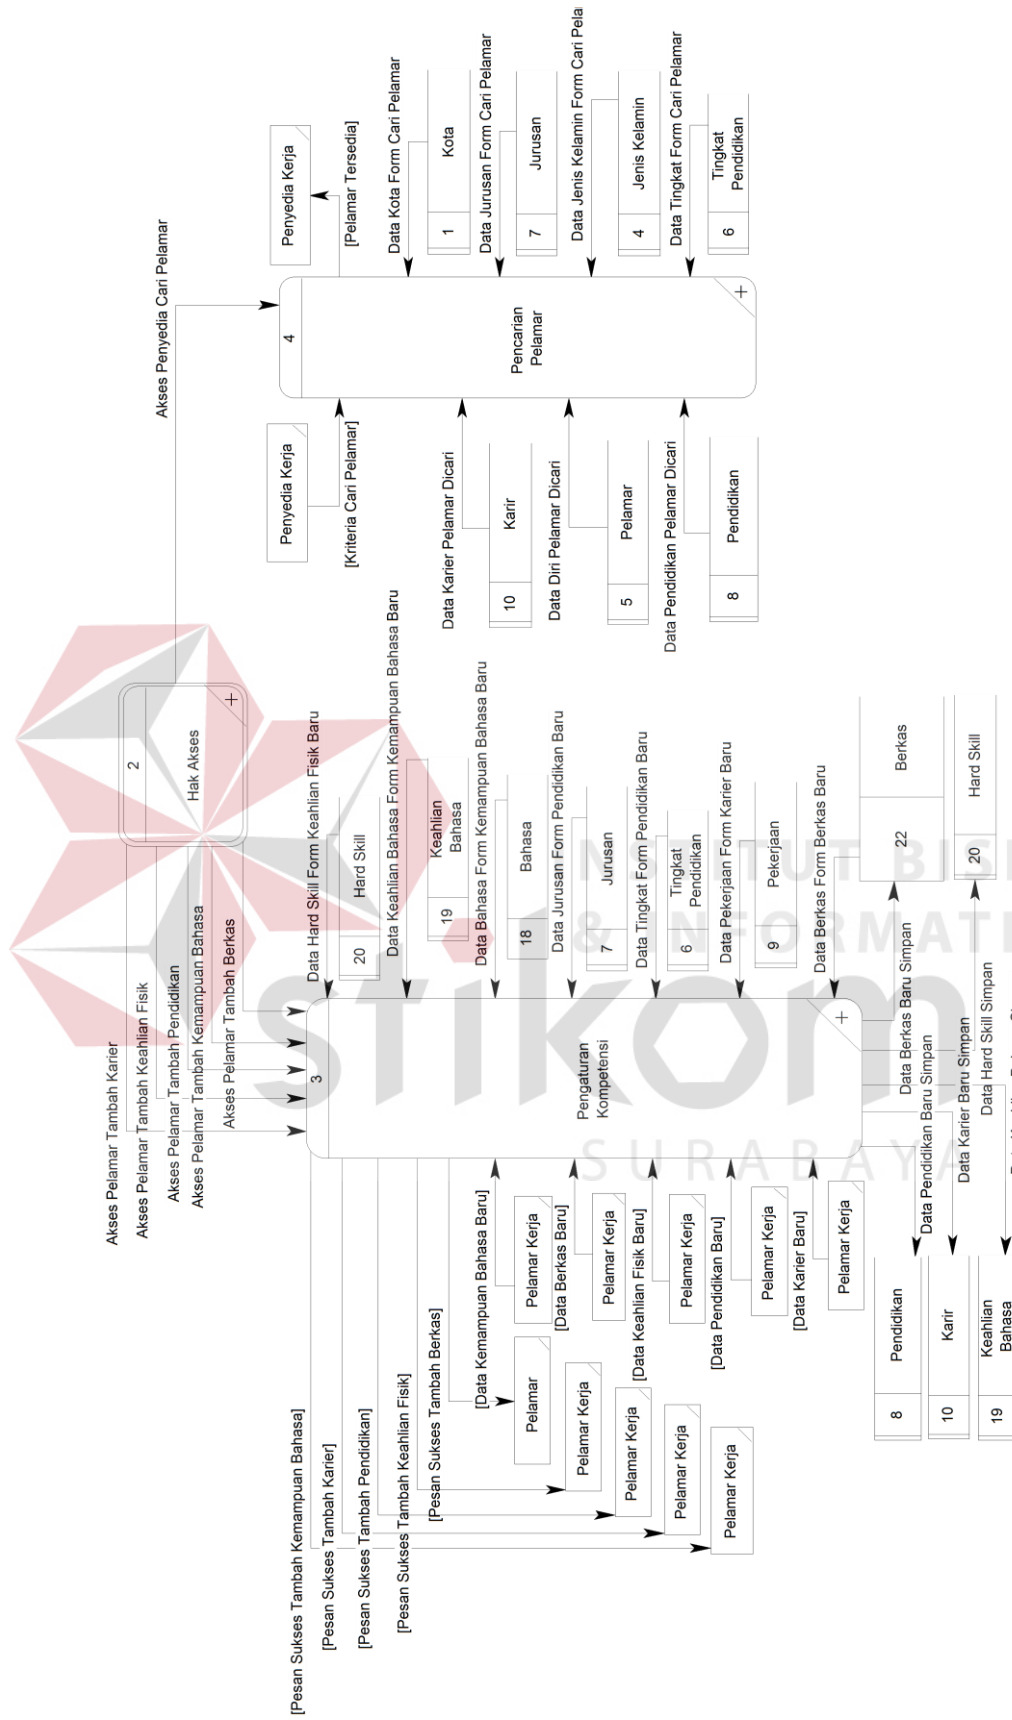 Akses Pelamar Tambah Karier
Akses Pelamar Tambah Keahlian Fisik
Akses Pelamar Tambah Pendidikan
Akses Pelamar Tambah Kemampuan Bahasa
Akses Pelamar Tambah Berkas
2
Hak Akses
Akses Penyedia Cari Pelamar
[Pesan Sukses Tambah Kemampuan Bahasa]
[Pesan Sukses Tambah Karier]
[Pesan Sukses Tambah Pendidikan]
[Pesan Sukses Tambah Keahlian Fisik]
[Pesan Sukses Tambah Berkas]
Pelamar
Pelamar Kerja
Pelamar Kerja
Pelamar Kerja
Pelamar Kerja
[Data Kemampuan Bahasa Baru]
Pelamar Kerja
[Data Berkas Baru]
Pelamar Kerja
[Data Keahlian Fisik Baru]
Pelamar Kerja
[Data Pendidikan Baru]
Pelamar Kerja
[Data Karier Baru]
Pelamar Kerja
3
Pengaturan
Kompetensi
Data Hard Skill Form Keahlian Fisik Baru
20
Hard Skill
Data Keahlian Bahasa Form Kemampuan Bahasa Baru
19
Keahlian
Bahasa
Data Bahasa Form Kemampuan Bahasa Baru
18
Bahasa
Data Jurusan Form Pendidikan Baru
7
Jurusan
Data Tingkat Form Pendidikan Baru
6
Tingkat
Pendidikan
Data Pekerjaan Form Karier Baru
9
Pekerjaan
Data Berkas Form Berkas Baru
22
Berkas
20
Hard Skill
Data Berkas Baru Simpan
Data Pendidikan Baru Simpan
Data Karier Baru Simpan
Data Hard Skill Simpan
8
Pendidikan
10
Karir
19
Keahlian
Bahasa
Penyedia Kerja
[Kriteria Cari Pelamar]
Penyedia Kerja
[Pelamar Tersedia]
4
Pencarian
Pelamar
Data Karier Pelamar Dicari
10
Karir
Data Diri Pelamar Dicari
5
Pelamar
Data Pendidikan Pelamar Dicari
8
Pendidikan
Data Kota Form Cari Pelamar
1
Kota
Data Jurusan Form Cari Pelamar
7
Jurusan
Data Jenis Kelamin Form Cari Pela
4
Jenis Kelamin
Data Tingkat Form Cari Pelamar
6
Tingkat
Pendidikan
INSTITUT BIS
& INFORMATI
stikom
SURABAYA